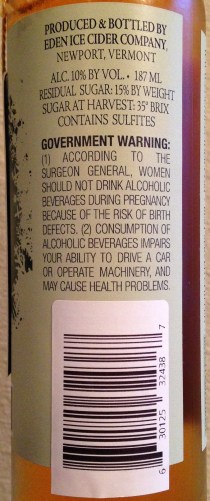 PRODUCED & BOTTLED BY
EDEN ICE CIDER COMPANY,
NEWPORT, VERMONT
ALC. 10% BY VOL. • 187 ML
RESIDUAL SUGAR: 15% BY WEIGHT
SUGAR AT HARVEST: 35° BRIX
CONTAINS SULFITES
GOVERNMENT WARNING:
(1) ACCORDING TO THE
SURGEON GENERAL, WOMEN
SHOULD NOT DRINK ALCOHOLIC
BEVERAGES DURING PREGNANCY
BECAUSE OF THE RISK OF BIRTH
DEFECTS. (2) CONSUMPTION OF
ALCOHOLIC BEVERAGES IMPAIRS
YOUR ABILITY TO DRIVE A CAR
OR OPERATE MACHINERY, AND
MAY CAUSE HEALTH PROBLEMS.
6 30125 32438 7